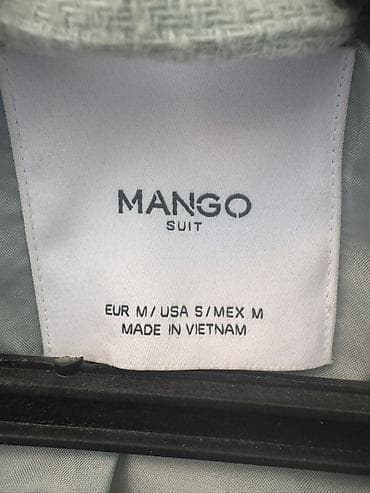 MANGO
SUIT
EUR M / USA S / MEX M
MADE IN VIETNAM